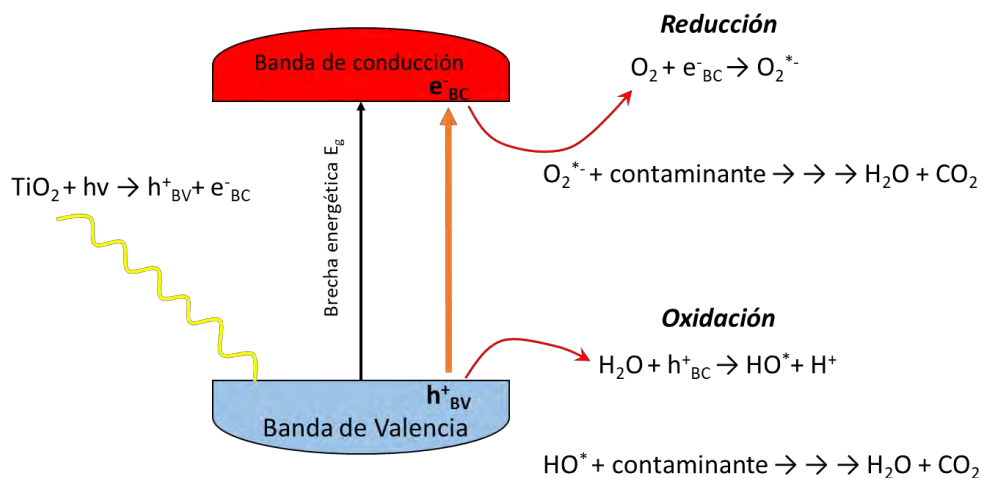 Reducción
O₂ + e⁻BC → O₂*⁻
Banda de conducción
e⁻BC
Brecha energética Eg
O₂*⁻ + contaminante → → → H₂O + CO₂
TiO₂ + hv → h⁺BV + e⁻BC
Oxidación
H₂O + h⁺BC → HO* + H⁺
h⁺BV
Banda de Valencia
HO* + contaminante → → → H₂O + CO₂